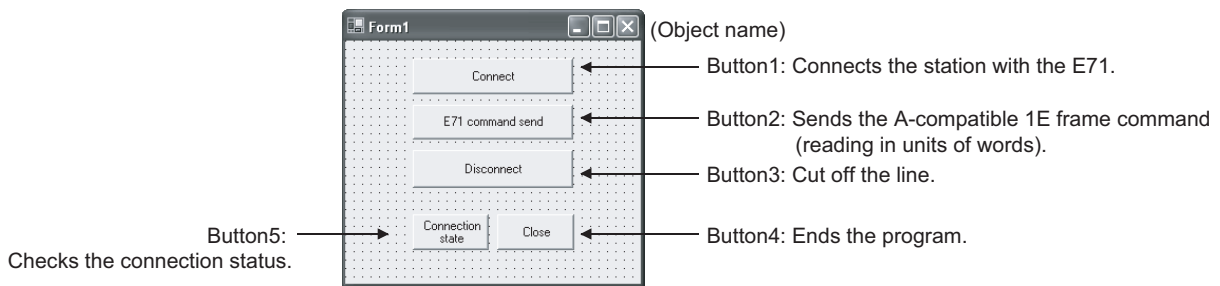 Form1
(Object name)
Connect
Button1: Connects the station with the E71.
E71 command send
Button2: Sends the A-compatible 1E frame command
(reading in units of words).
Disconnect
Button3: Cut off the line.
Connection
state
Close
Button4: Ends the program.
Button5:
Checks the connection status.